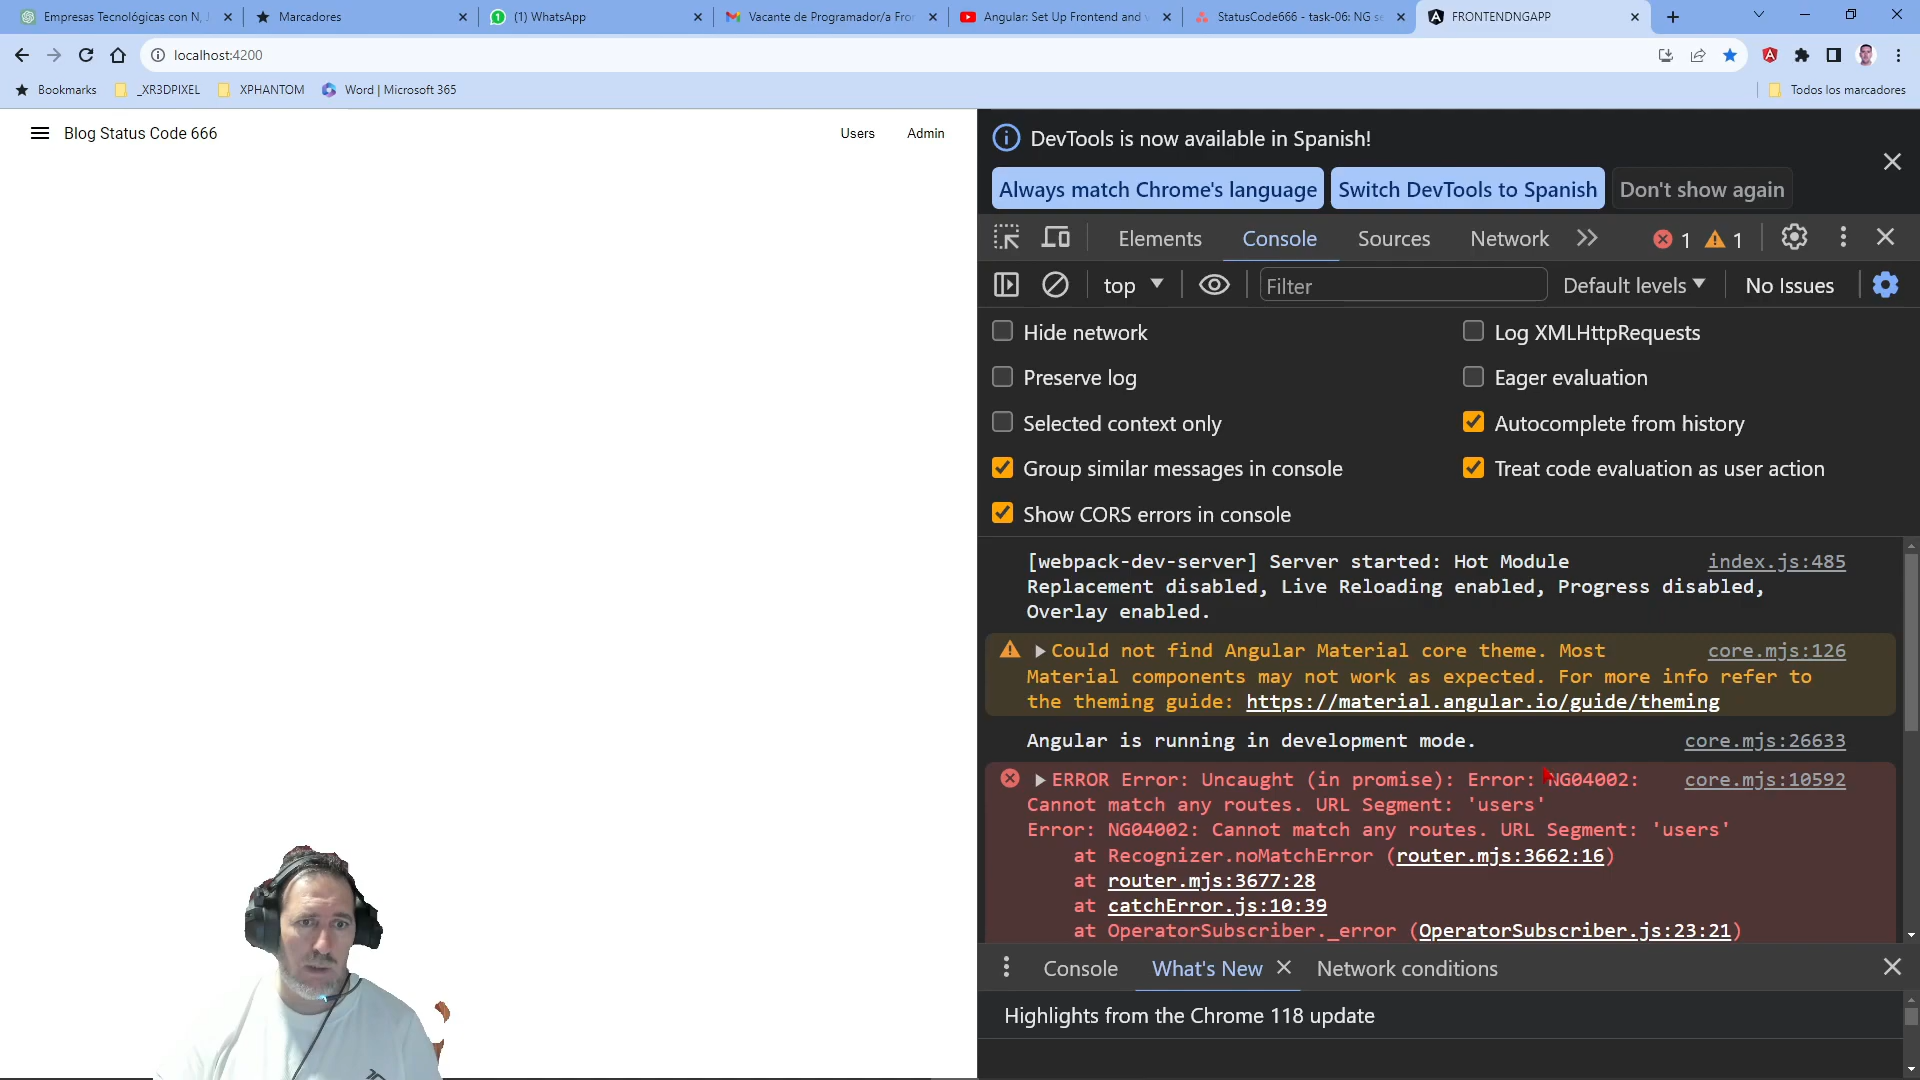 Empresas Tecnológicas con N, J
Marcadores
(1) WhatsApp
Vacante de Programador/a Fron
Angular: Set Up Frontend and
StatusCode666 - task-06: NG se
FRONTENDNGAPP
localhost:4200
Bookmarks
_XR3DPIXEL
XPHANTOM
Word | Microsoft 365
Todos los marcadores
Blog Status Code 666
Users
Admin
DevTools is now available in Spanish!
Always match Chrome's language
Switch DevTools to Spanish
Don't show again
Elements
Console
Sources
Network
1
1
top
Filter
Default levels
No Issues
Hide network
Log XMLHttpRequests
Preserve log
Eager evaluation
Selected context only
Autocomplete from history
Group similar messages in console
Treat code evaluation as user action
Show CORS errors in console
[webpack-dev-server] Server started: Hot Module index.js:485
Replacement disabled, Live Reloading enabled, Progress disabled,
Overlay enabled.
Could not find Angular Material core theme. Most core.mjs:126
Material components may not work as expected. For more info refer to
the theming guide: https://material.angular.io/guide/theming
Angular is running in development mode. core.mjs:26633
ERROR Error: Uncaught (in promise): Error: NG04002: core.mjs:10592
Cannot match any routes. URL Segment: 'users'
Error: NG04002: Cannot match any routes. URL Segment: 'users'
at Recognizer.noMatchError (router.mjs:3662:16)
at router.mjs:3677:28
at catchError.js:10:39
at OperatorSubscriber._error (OperatorSubscriber.js:23:21)
Console
What's New
Network conditions
Highlights from the Chrome 118 update